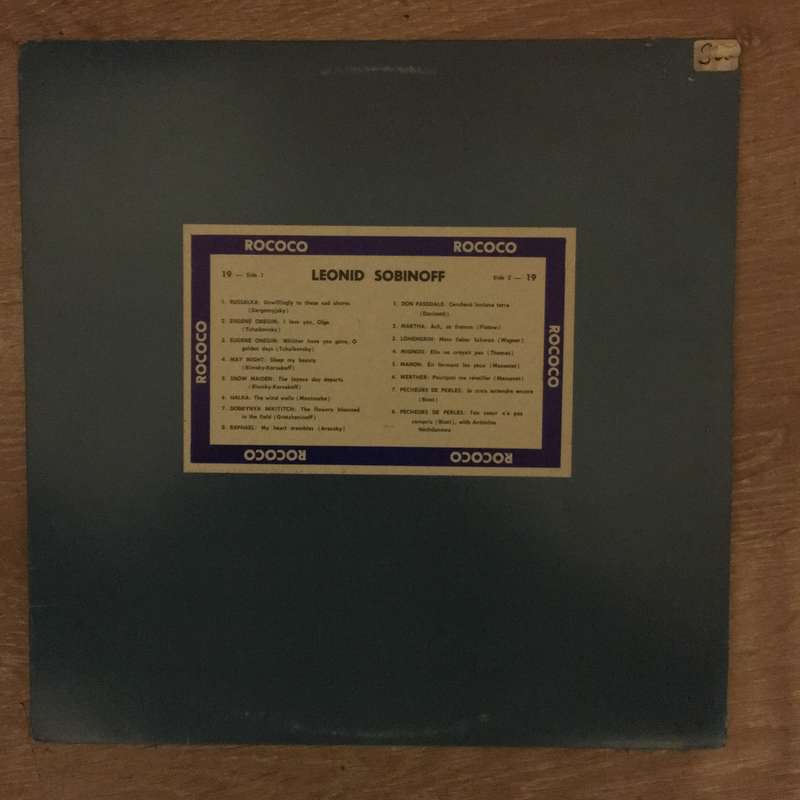 ROCOCO ROCOCO
19 — Side 1 LEONID SOBINOFF Side 2 — 19
1. RUSSALKA: Unwillingly to these sad shores
(Dargomyjsky)
2. EUGENE ONEGIN: I love you, Olga
(Tchaikovsky)
3. EUGENE ONEGIN: Whither have you gone, O
golden days (Tchaikovsky)
4. MAY NIGHT: Sleep my beauty
(Rimsky-Korsakoff)
5. SNOW MAIDEN: The joyous day departs
(Rimsky-Korsakoff)
6. HALKA: The wind wails (Moniuszko)
7. DOBRYNYA NIKITITCH: The flowers blossomed
in the field (Gretchaninoff)
8. RAPHAEL: My heart trembles (Arensky)
1. DON PASQUALE: Cercherò lontana terra
(Donizetti)
2. MARTHA: Ach, so fromm (Flotow)
3. LOHENGRIN: Mein lieber Schwan (Wagner)
4. MIGNON: Elle ne croyait pas (Thomas)
5. MANON: En fermant les yeux (Massenet)
6. WERTHER: Pourquoi me réveiller (Massenet)
7. PECHEURS DE PERLES: Je crois entendre encore
(Bizet)
8. PECHEURS DE PERLES: Ton coeur n'a pas
compris (Bizet), with Antonina
Nezhdanova
ROCOCO
ROCOCO
ROCOCO ROCOCO